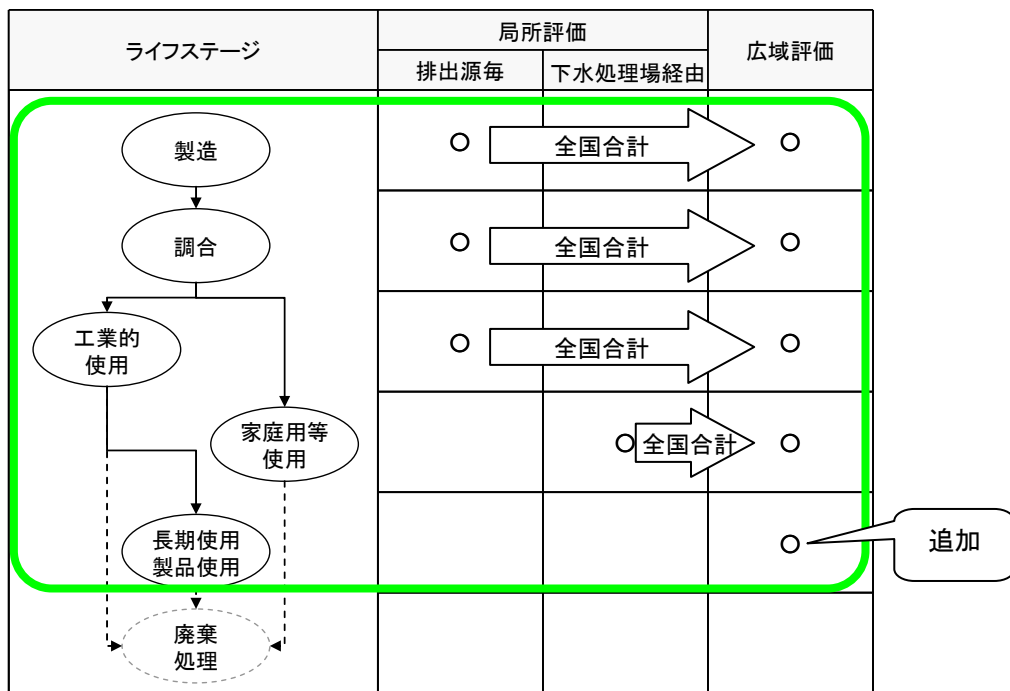 ライフステージ
局所評価
広域評価
排出源毎
下水処理場経由
製造
○
全国合計
○
調合
○
全国合計
○
工業的
使用
○
全国合計
○
家庭用等
使用
○
全国合計
○
長期使用
製品使用
○
追加
廃棄
処理